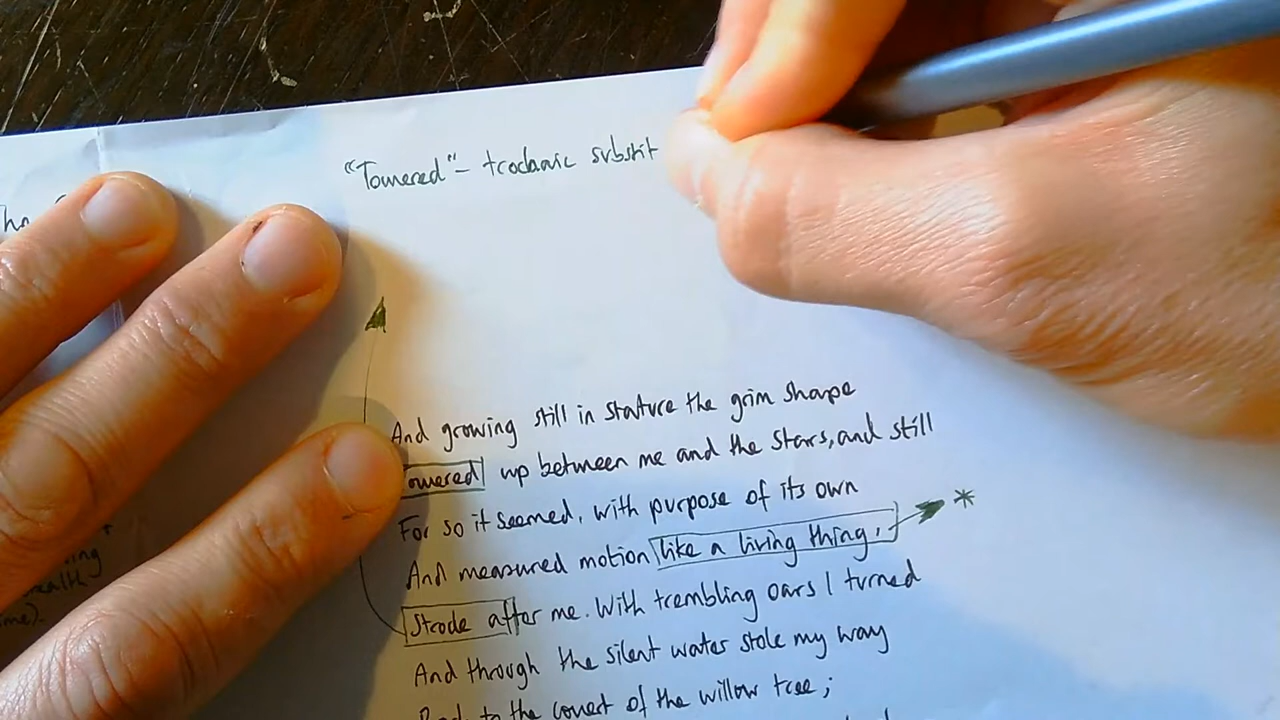 "Towered" - trochaic substit
And growing still in stature the grim shape
owered up between me and the stars, and still
For so it seemed, with purpose of its own
And measured motion like a living thing, *
Strode after me. With trembling oars I turned
And through the silent water stole my way
to the covert of the willow tree;